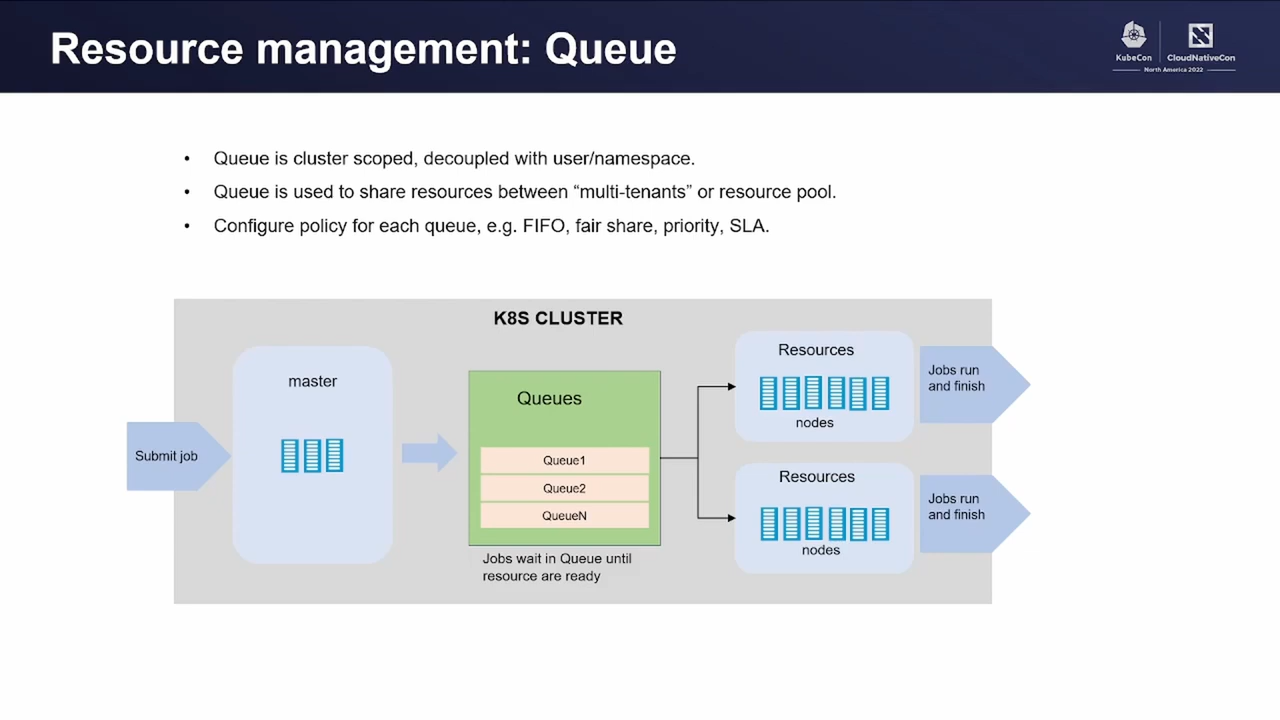 Resource management: Queue
KubeCon
CloudNativeCon
North America 2022
• Queue is cluster scoped, decoupled with user/namespace.
• Queue is used to share resources between “multi-tenants” or resource pool.
• Configure policy for each queue, e.g. FIFO, fair share, priority, SLA.
K8S CLUSTER
Submit job
master
Queues
Queue1
Queue2
QueueN
Jobs wait in Queue until
resource are ready
Resources
nodes
Jobs run
and finish
Resources
nodes
Jobs run
and finish